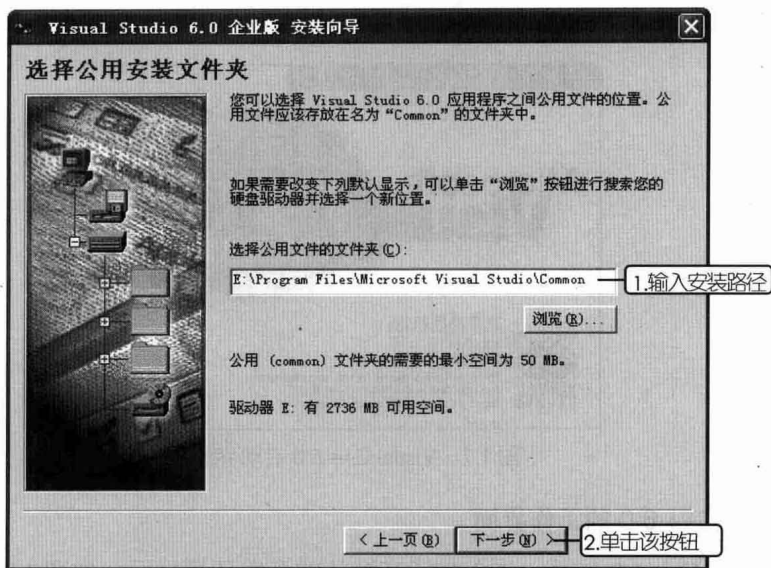 Visual Studio 6.0 企业版 安装向导
选择公用安装文件夹
您可以选择 Visual Studio 6.0 应用程序之间公用文件的位置。公
用文件应该存放在名为“Common”的文件夹中。
如果需要改变下列默认显示，可以单击“浏览”按钮进行搜索您的
硬盘驱动器并选择一个新位置。
选择公用文件的文件夹(C):
E:\Program Files\Microsoft Visual Studio\Common
1.输入安装路径
浏览(R)...
公用 (common) 文件夹的需要的最小空间为 50 MB。
驱动器 E: 有 2736 MB 可用空间。
< 上一页(B)
下一步(N) >
2.单击该按钮